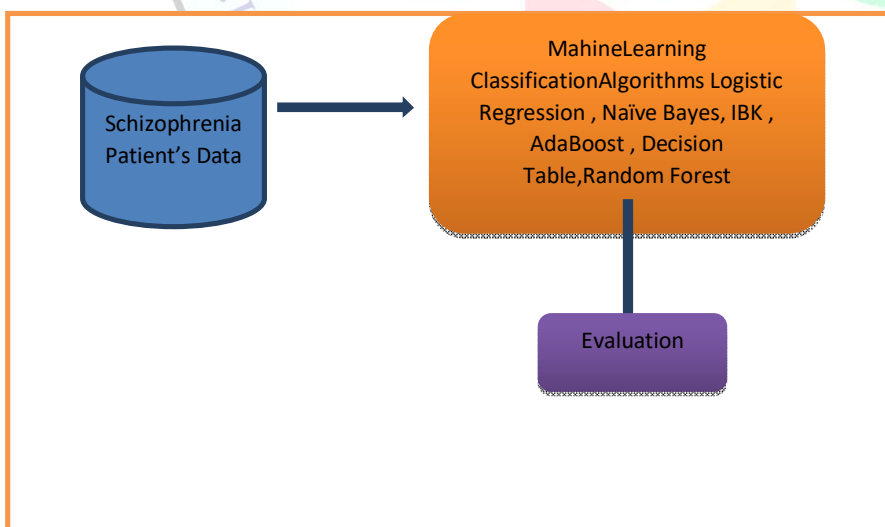 Schizophrenia
Patient's Data
MahineLearning
ClassificationAlgorithms Logistic
Regression , Naïve Bayes, IBK ,
AdaBoost , Decision
Table,Random Forest
Evaluation